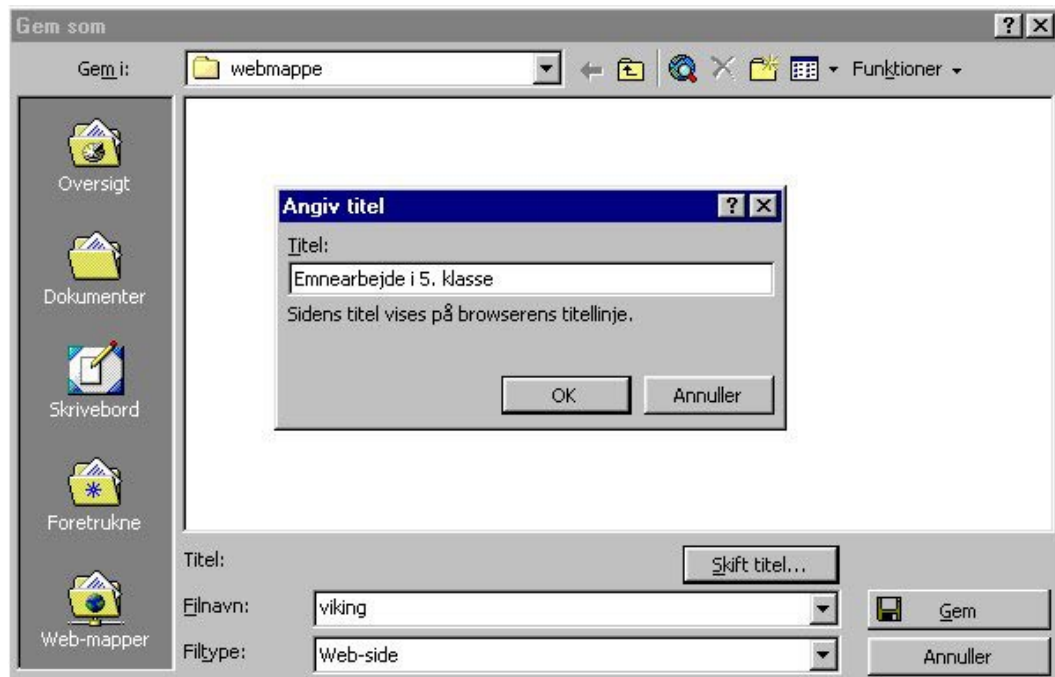 Gem som
Gem i:
webmappe
Funktioner
Oversigt
Dokumenter
Skrivebord
Foretrukne
Web-mapper
Angiv titel
Titel:
Emnearbejde i 5. klasse
Sidens titel vises på browserens titellinje.
OK
Annuller
Titel:
Skift titel...
Filnavn:
viking
Gem
Filtype:
Web-side
Annuller